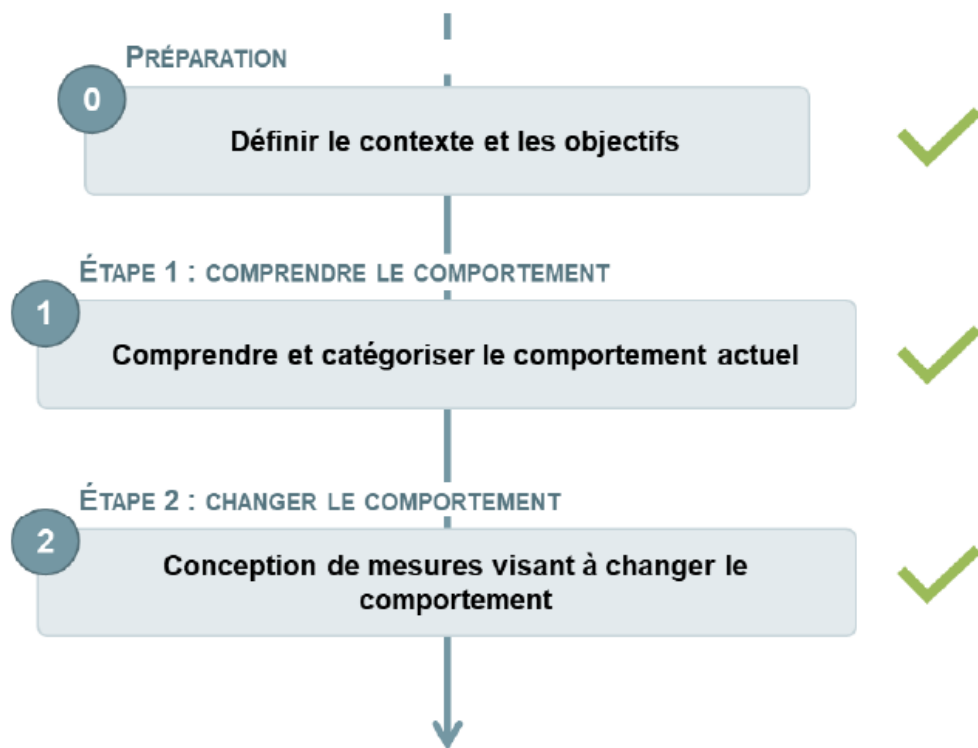 PRÉPARATION
0
Définir le contexte et les objectifs
ÉTAPE 1 : COMPRENDRE LE COMPORTEMENT
1
Comprendre et catégoriser le comportement actuel
ÉTAPE 2 : CHANGER LE COMPORTEMENT
2
Conception de mesures visant à changer le
comportement